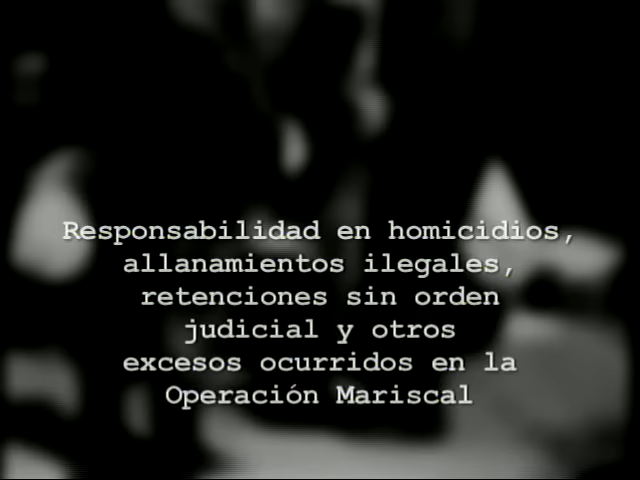 Responsabilidad en homicidios,
allanamientos ilegales,
retenciones sin orden
judicial y otros
excesos ocurridos en la
Operación Mariscal